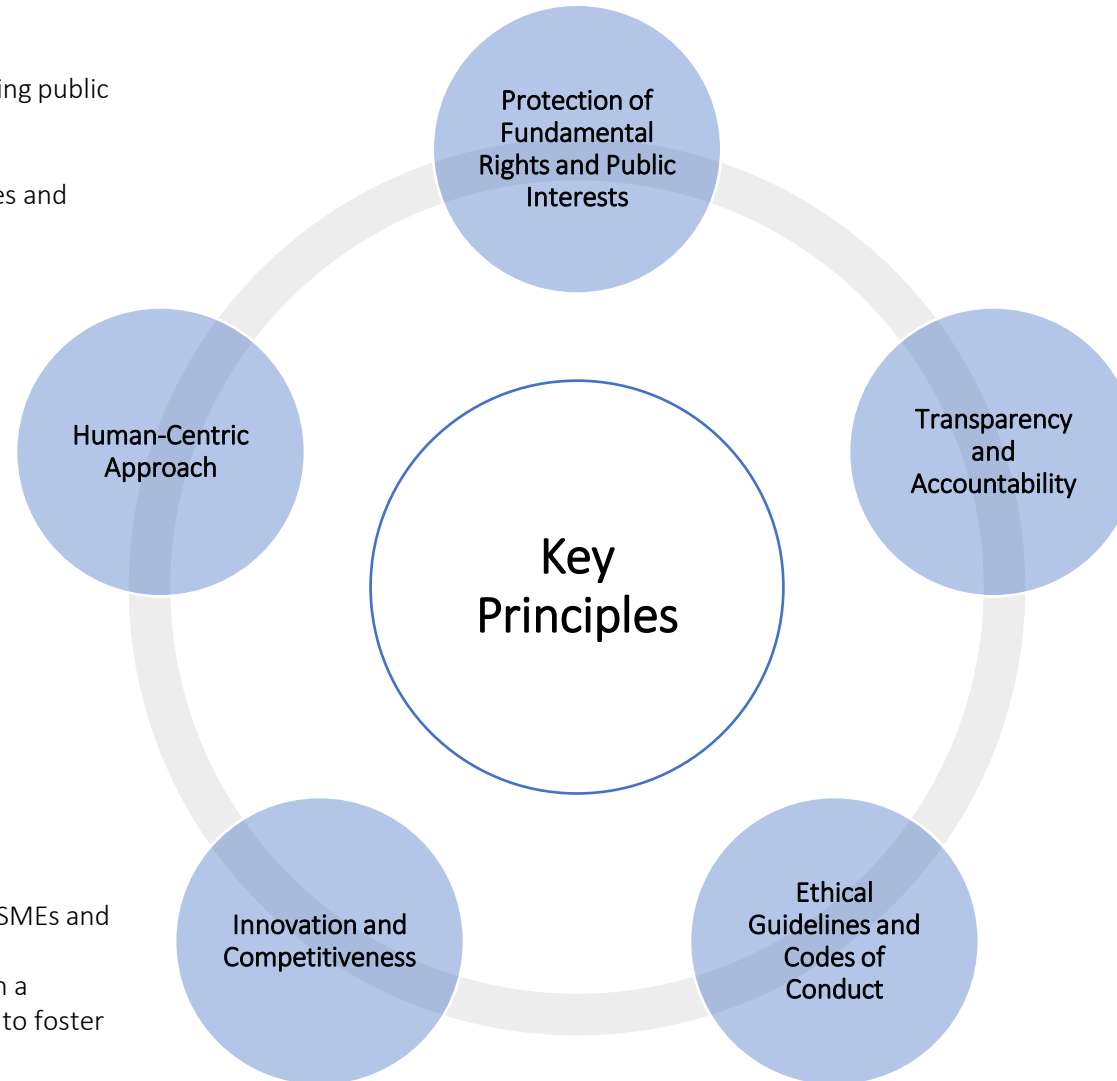 ing public
es and
Protection of
Fundamental
Rights and Public
Interests
Human-Centric
Approach
Transparency
and
Accountability
Key
Principles
SMEs and
n a
to foster
Innovation and
Competitiveness
Ethical
Guidelines and
Codes of
Conduct